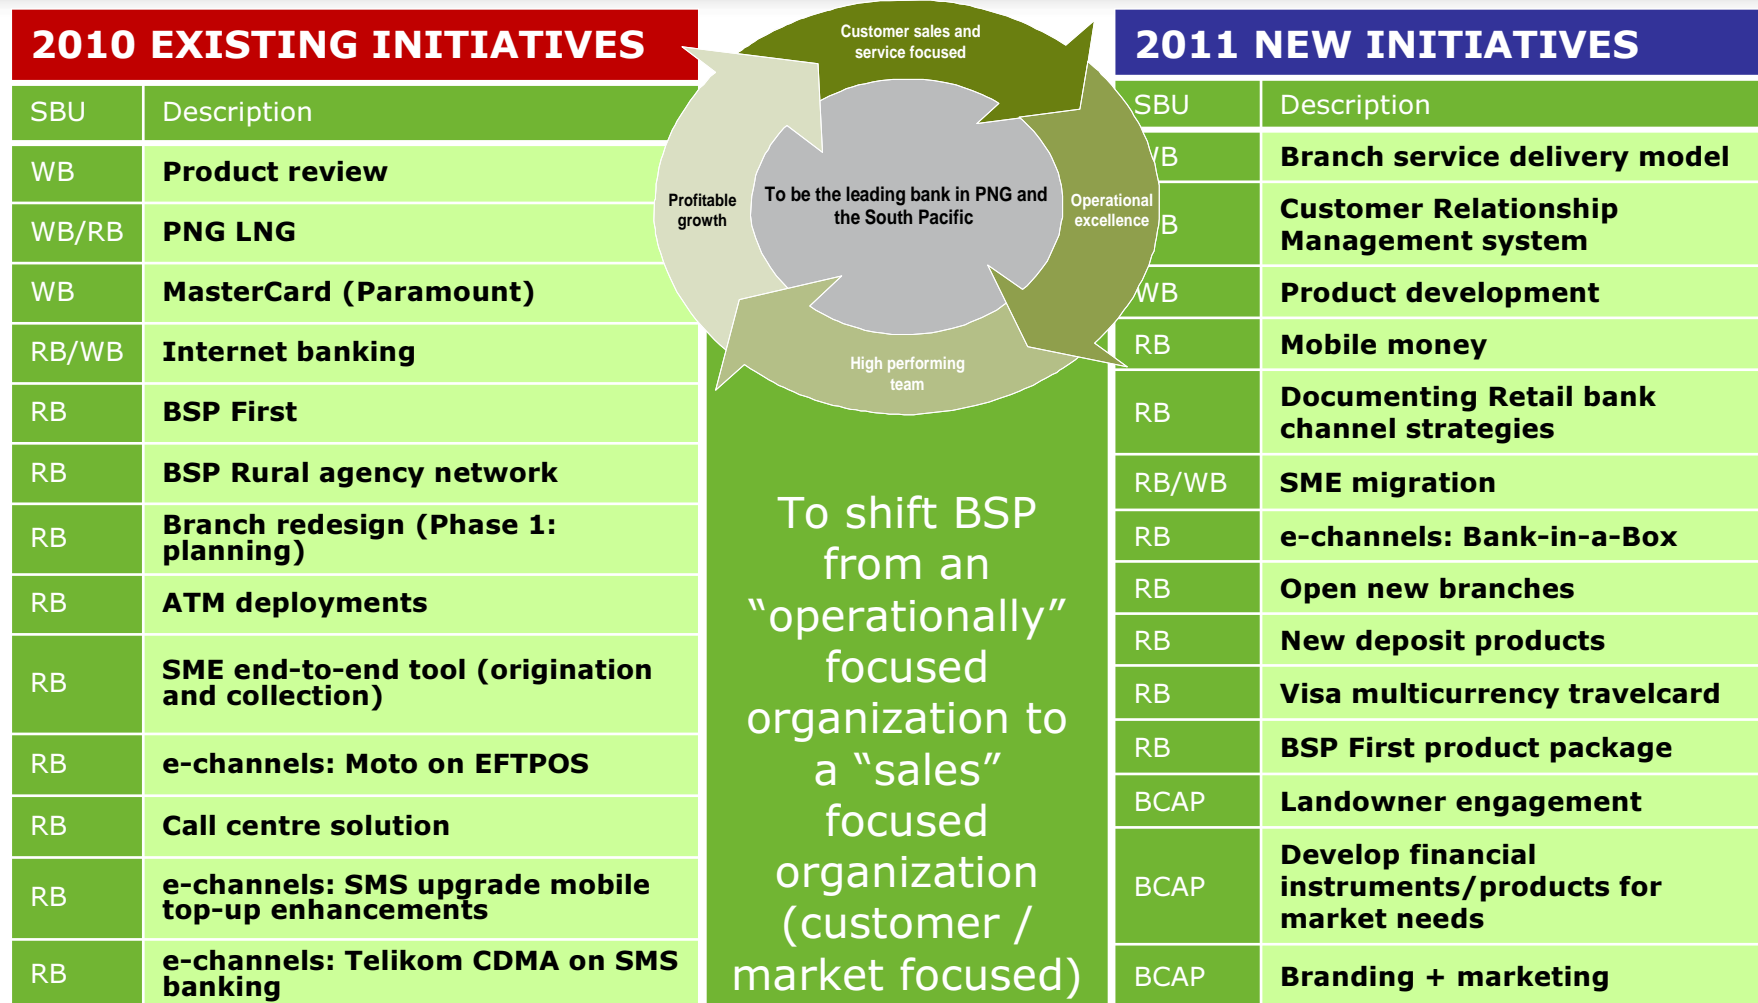 2010 EXISTING INITIATIVES
SBU Description
WB Product review
WB/RB PNG LNG
WB MasterCard (Paramount)
RB/WB Internet banking
RB BSP First
RB BSP Rural agency network
RB Branch redesign (Phase 1:
planning)
RB ATM deployments
RB SME end-to-end tool (origination
and collection)
RB e-channels: Moto on EFTPOS
RB Call centre solution
RB e-channels: SMS upgrade mobile
top-up enhancements
RB e-channels: Telikom CDMA on SMS
banking
Customer sales and
service focused
Profitable
growth
To be the leading bank in PNG and
the South Pacific
Operational
excellence
High performing
team
To shift BSP
from an
“operationally”
focused
organization to
a “sales”
focused
organization
(customer /
market focused)
2011 NEW INITIATIVES
SBU Description
WB Branch service delivery model
B Customer Relationship
Management system
WB Product development
RB Mobile money
RB Documenting Retail bank
channel strategies
RB/WB SME migration
RB e-channels: Bank-in-a-Box
RB Open new branches
RB New deposit products
RB Visa multicurrency travelcard
RB BSP First product package
BCAP Landowner engagement
BCAP Develop financial
instruments/products for
market needs
BCAP Branding + marketing